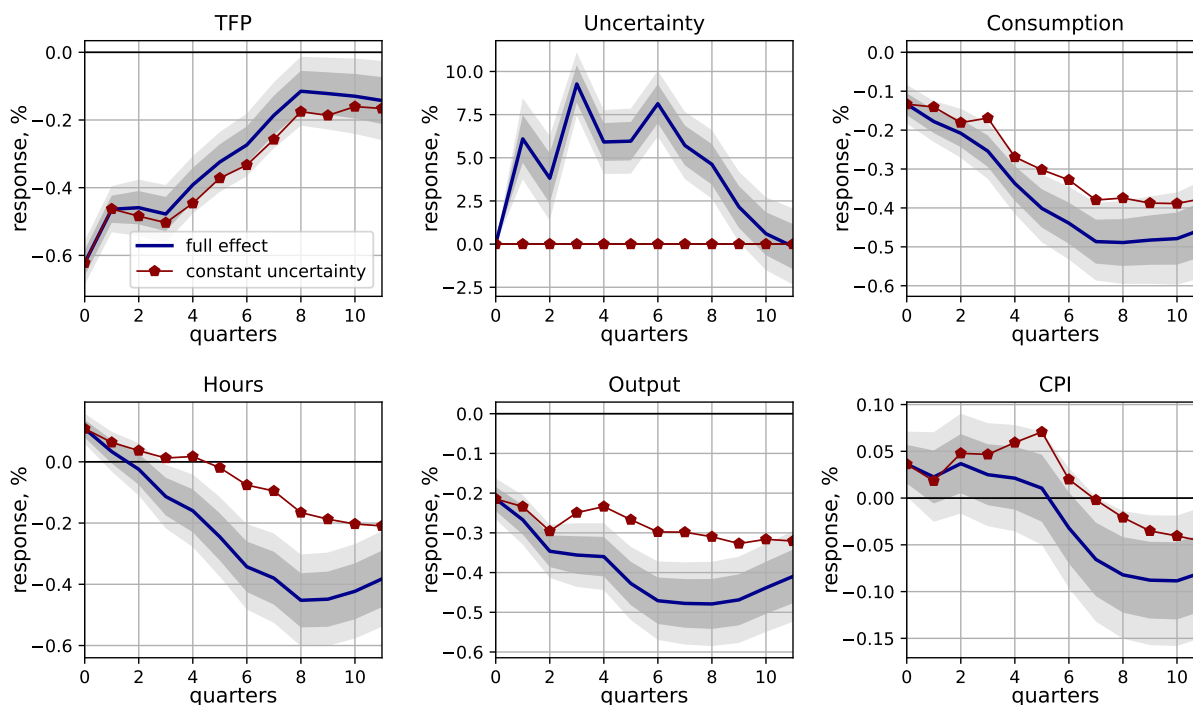 TFP
response, %
0.0
−0.2
−0.4
−0.6
full effect
constant uncertainty
0 2 4 6 8 10
quarters
Uncertainty
response, %
10.0
7.5
5.0
2.5
0.0
−2.5
0 2 4 6 8 10
quarters
Consumption
response, %
0.0
−0.1
−0.2
−0.3
−0.4
−0.5
−0.6
0 2 4 6 8 10
quarters
Hours
response, %
0.0
−0.2
−0.4
−0.6
0 2 4 6 8 10
quarters
Output
response, %
0.0
−0.1
−0.2
−0.3
−0.4
−0.5
−0.6
0 2 4 6 8 10
quarters
CPI
response, %
0.10
0.05
0.00
−0.05
−0.10
−0.15
0 2 4 6 8 10
quarters